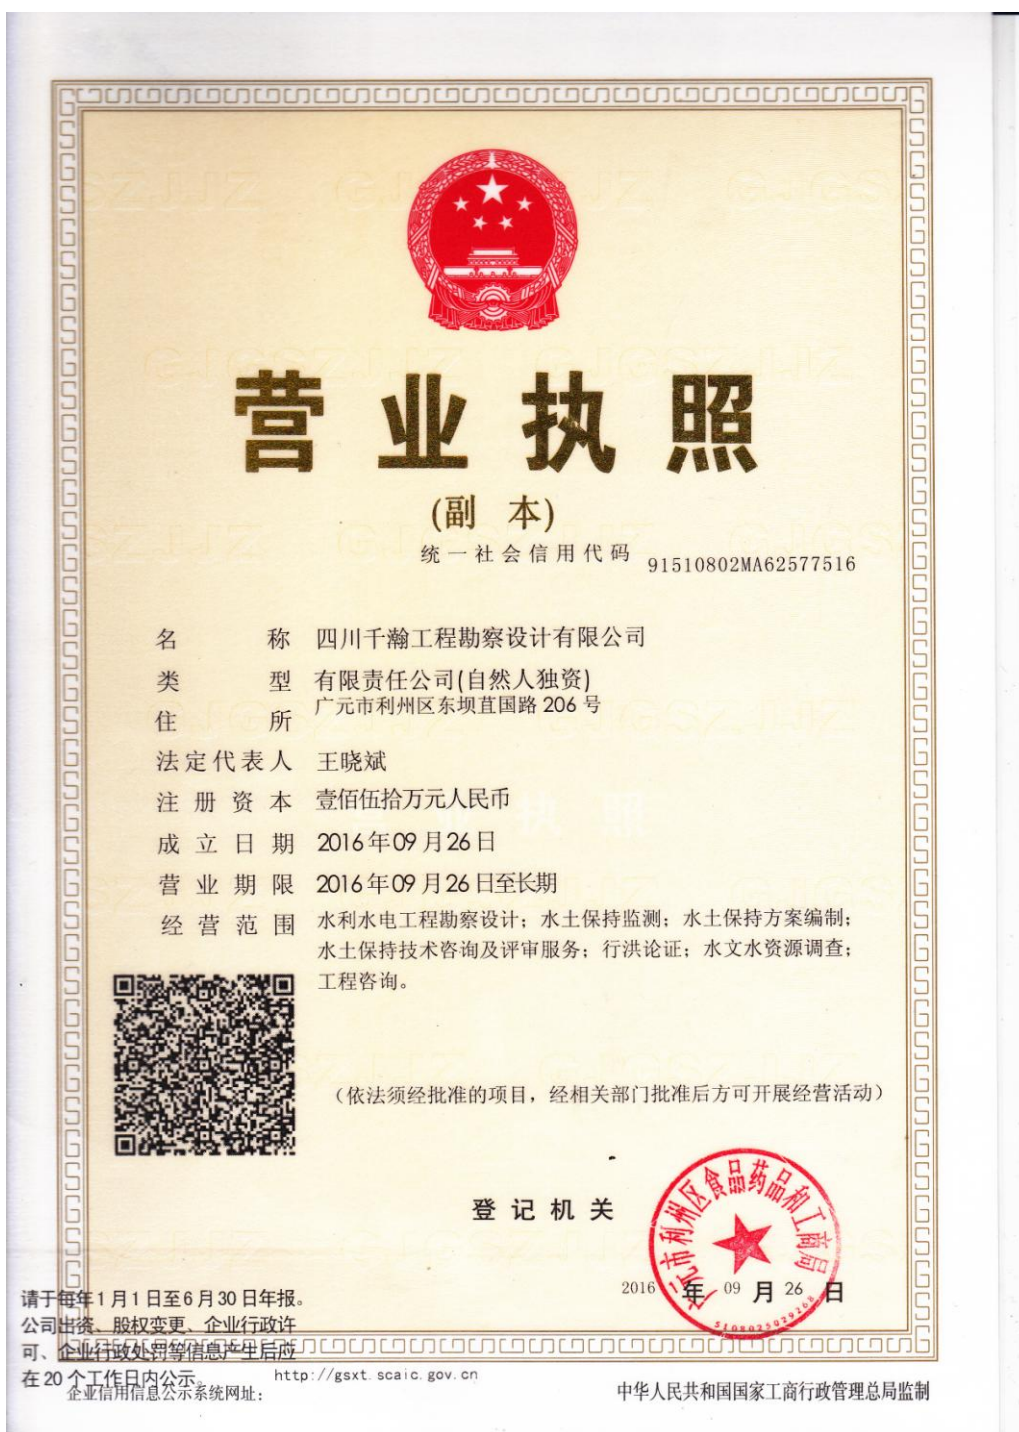 营业执照
(副 本)
统一社会信用代码 91510802MA62577516
名 称 四川千瀚工程勘察设计有限公司
类 型 有限责任公司(自然人独资)
住 所 广元市利州区东坝苴国路 206 号
法定代表人 王晓斌
注册资本 壹佰伍拾万元人民币
成立日期 2016年09月26日
营业期限 2016年09月26日至长期
经营范围 水利水电工程勘察设计；水土保持监测；水土保持方案编制；
水土保持技术咨询及评审服务；行洪论证；水文水资源调查；
工程咨询。
（依法须经批准的项目，经相关部门批准后方可开展经营活动）
登记机关
广元市利州区食品药品和工商局
2016 年 09 月 26 日
5108025029268
请于每年1月1日至6月30日年报。
公司出资、股权变更、企业行政许
可、企业行政处罚等信息产生后应
在20个工作日内公示。
企业信用信息公示系统网址： http://gsxt.scaic.gov.cn
中华人民共和国国家工商行政管理总局监制